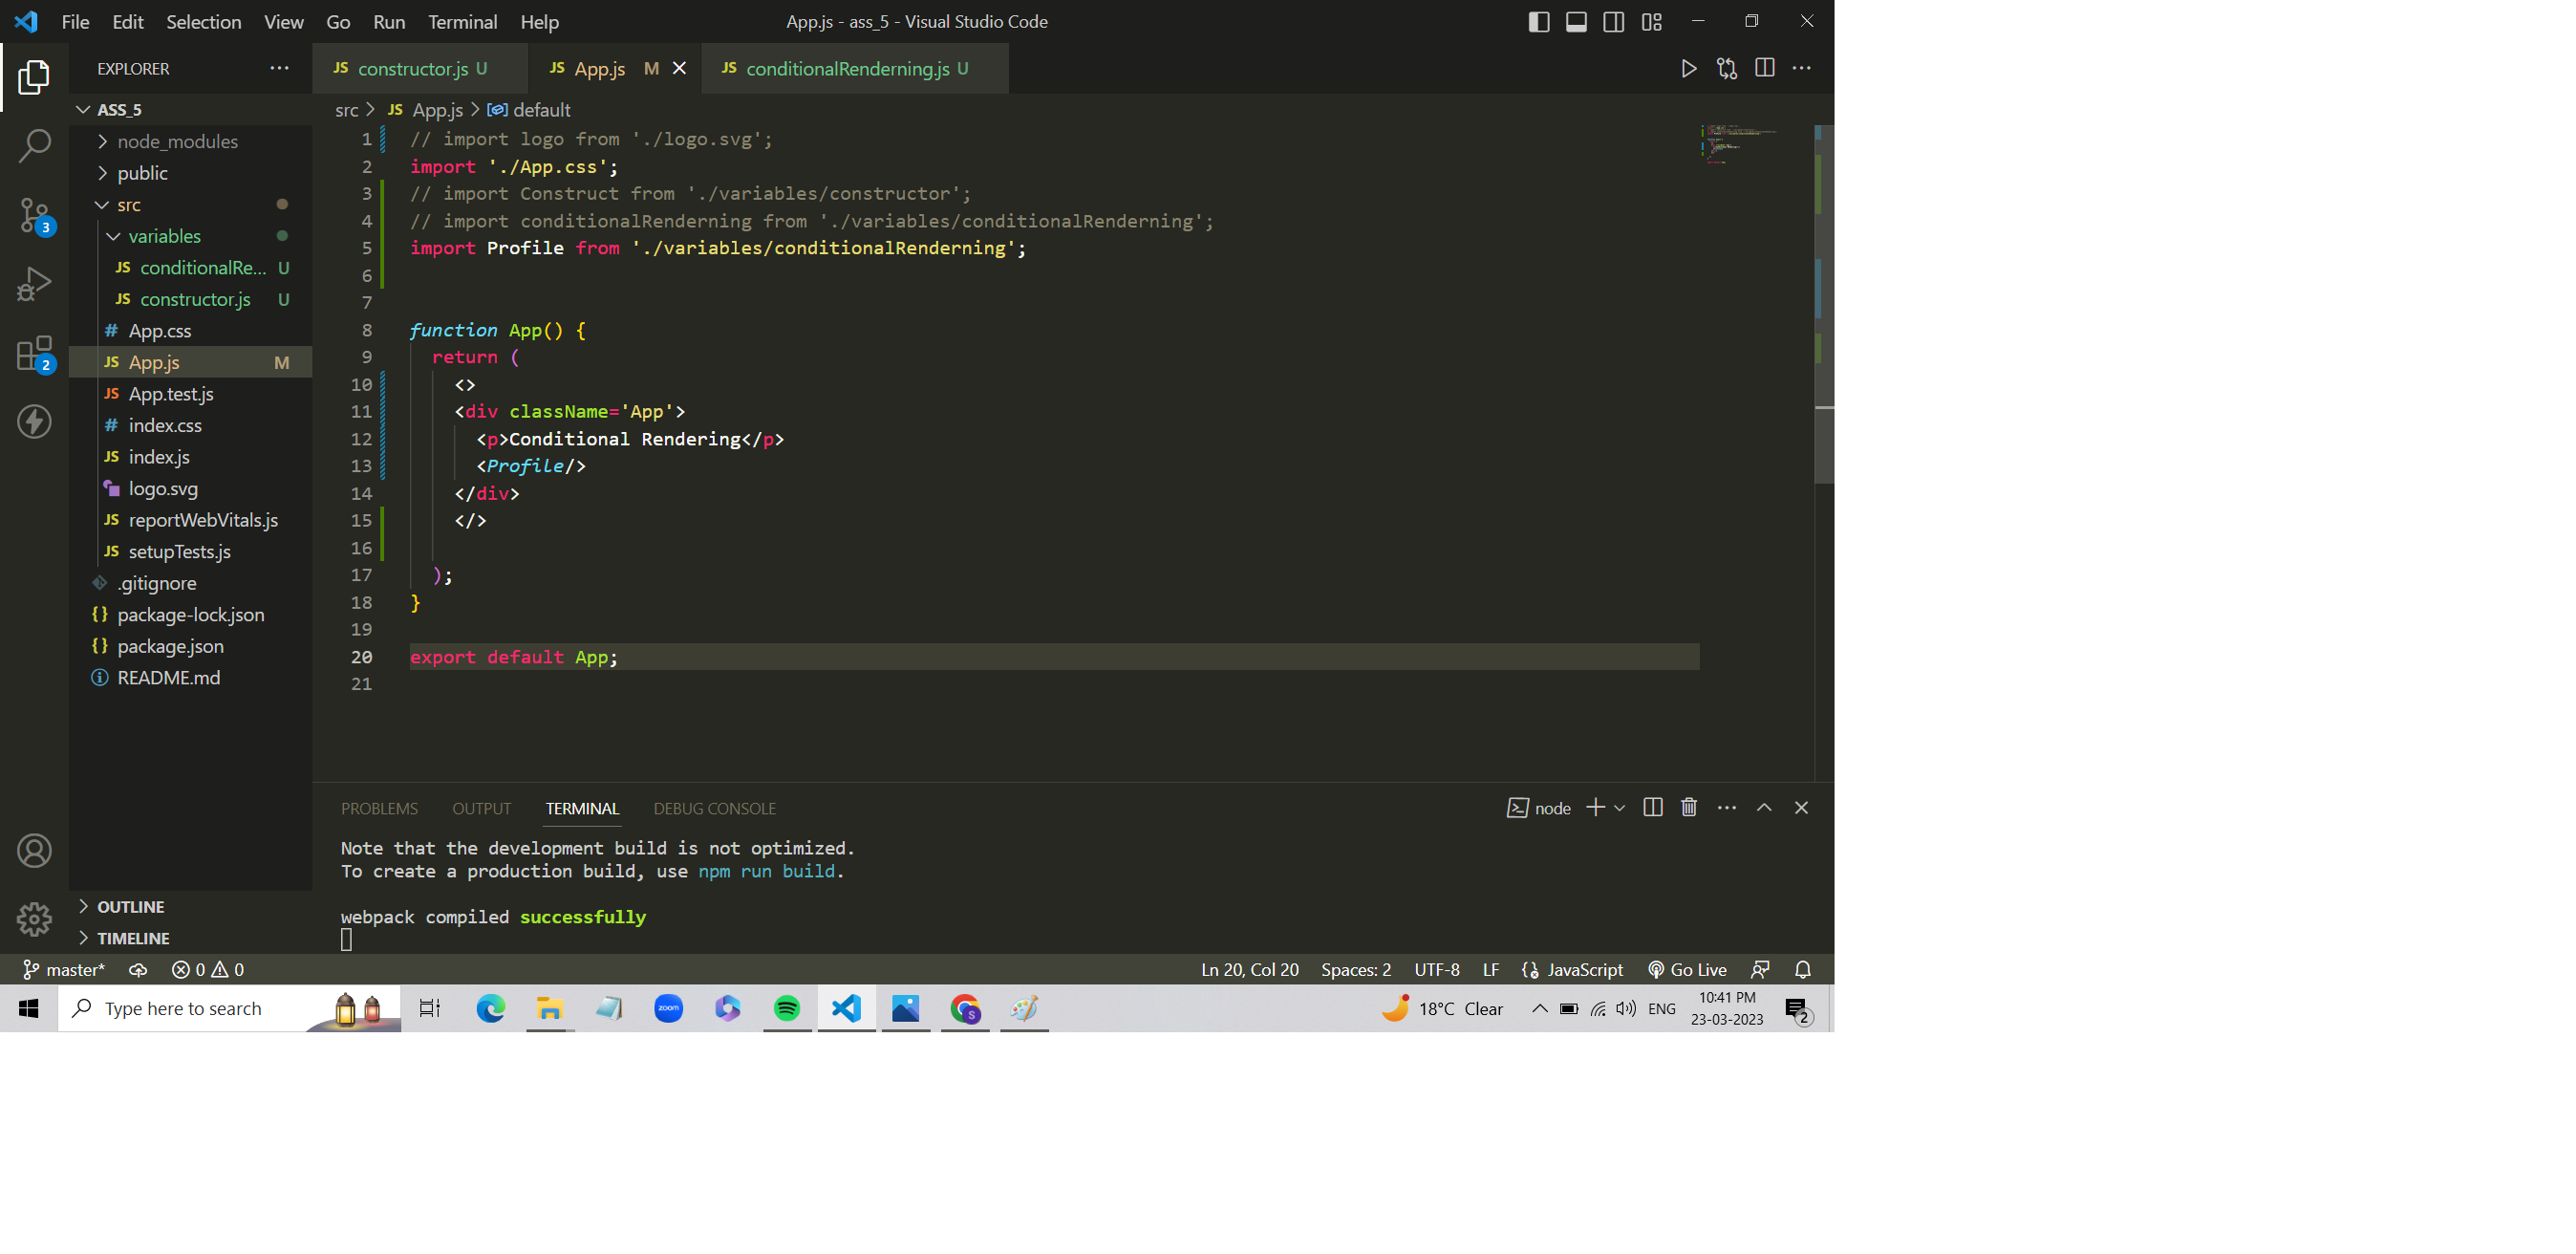 File Edit Selection View Go Run Terminal Help
App.js - ass_5 - Visual Studio Code
EXPLORER
JS constructor.js U
JS App.js M
JS conditionalRenderning.js U
ASS_5
node_modules
public
src
variables
JS conditionalRe... U
JS constructor.js U
# App.css
JS App.js M
JS App.test.js
# index.css
JS index.js
logo.svg
JS reportWebVitals.js
JS setupTests.js
.gitignore
{} package-lock.json
{} package.json
README.md
OUTLINE
TIMELINE
3
2
src > JS App.js > default
1 // import logo from './logo.svg';
2 import './App.css';
3 // import Construct from './variables/constructor';
4 // import conditionalRenderning from './variables/conditionalRenderning';
5 import Profile from './variables/conditionalRenderning';
6
7
8 function App() {
9 return (
10 <>
11 <div className='App'>
12 <p>Conditional Rendering</p>
13 <Profile/>
14 </div>
15 </>
16
17 );
18 }
19
20 export default App;
21
PROBLEMS OUTPUT TERMINAL DEBUG CONSOLE
node
Note that the development build is not optimized.
To create a production build, use npm run build.
webpack compiled successfully
master* 0 0
Ln 20, Col 20 Spaces: 2 UTF-8 LF JavaScript Go Live
Type here to search
zoom
S
18°C Clear
ENG
10:41 PM
23-03-2023
2